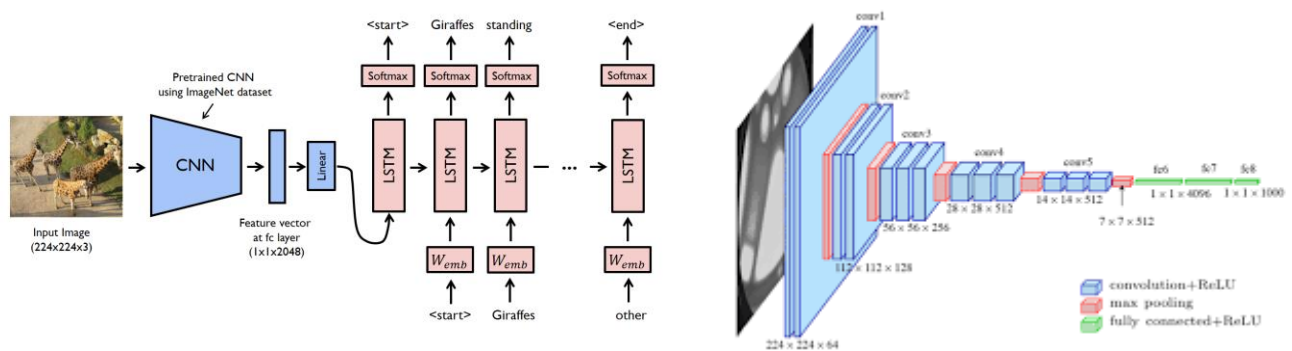 <start>
Giraffes
standing
<end>
Softmax
Softmax
Softmax
Softmax
Pretrained CNN
using ImageNet dataset
CNN
Linear
LSTM
LSTM
LSTM
...
LSTM
Input Image
(224x224x3)
Feature vector
at fc layer
(1x1x2048)
W_emb
W_emb
W_emb
<start>
Giraffes
other
conv1
conv2
conv3
conv4
conv5
fc6
fc7
fc8
1 × 1 × 4096
1 × 1 × 1000
14 × 14 × 512
7 × 7 × 512
28 × 28 × 512
56 × 56 × 256
112 × 112 × 128
224 × 224 × 64
convolution+ReLU
max pooling
fully connected+ReLU